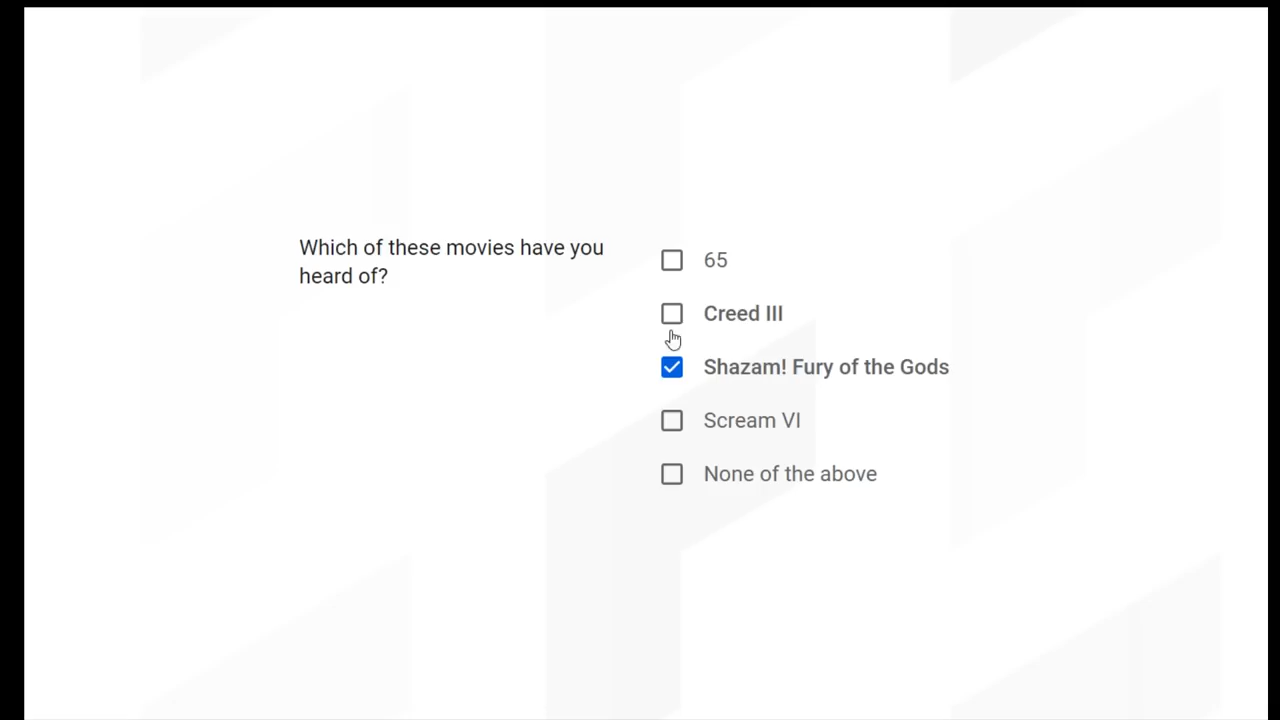 Which of these movies have you
heard of?
65
Creed III
Shazam! Fury of the Gods
Scream VI
None of the above